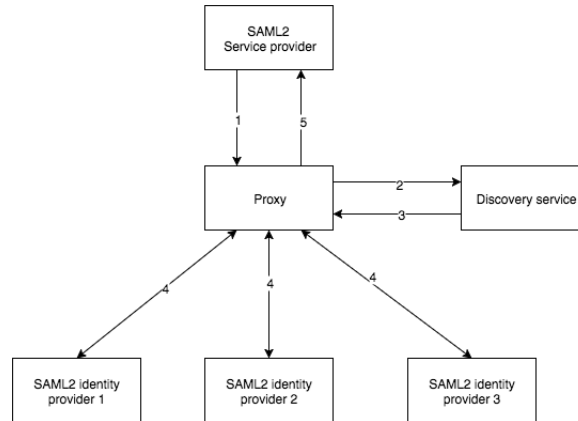 SAML2
Service provider
1
5
Proxy
2
3
Discovery service
4
4
4
SAML2 identity
provider 1
SAML2 identity
provider 2
SAML2 identity
provider 3